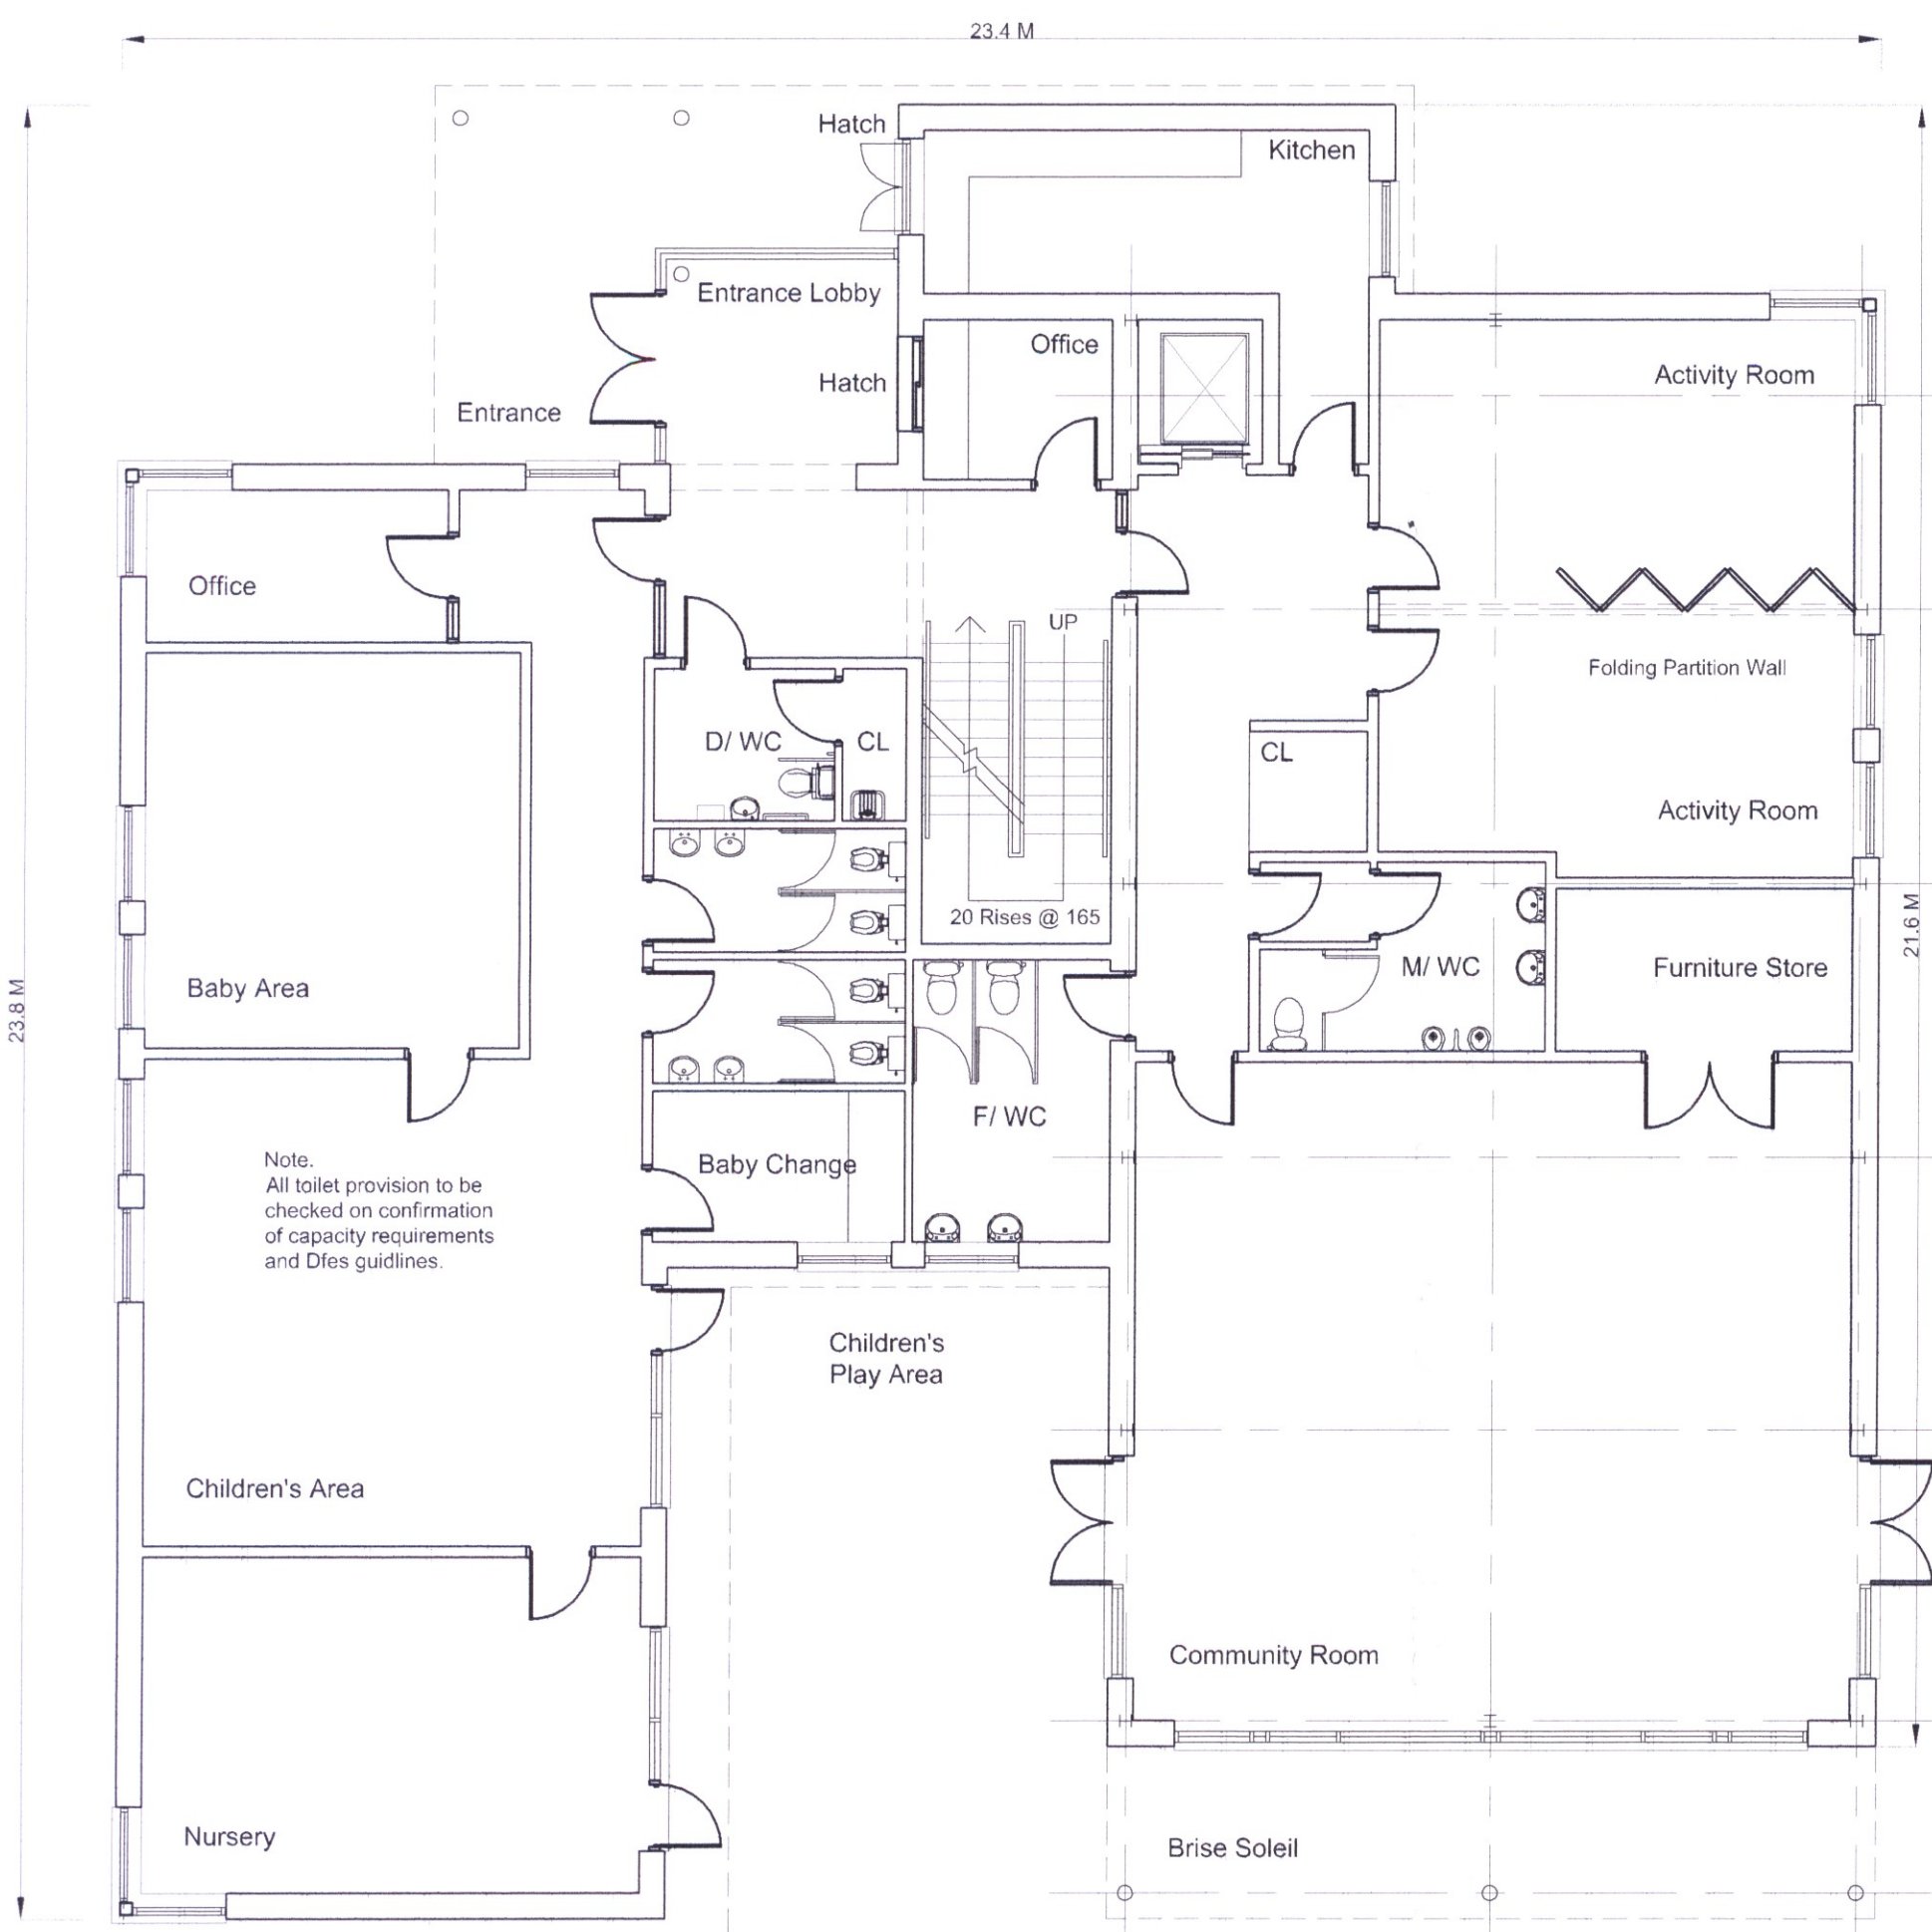 23.4 M
Hatch
Kitchen
Entrance Lobby
Office
Hatch
Activity Room
Entrance
Office
UP
Folding Partition Wall
D/ WC
CL
CL
Activity Room
20 Rises @ 165
21.6 M
Baby Area
M/ WC
Furniture Store
23.8 M
F/ WC
Note.
All toilet provision to be
checked on confirmation
of capacity requirements
and Dfes guidlines.
Baby Change
Children's
Play Area
Children's Area
Community Room
Nursery
Brise Soleil